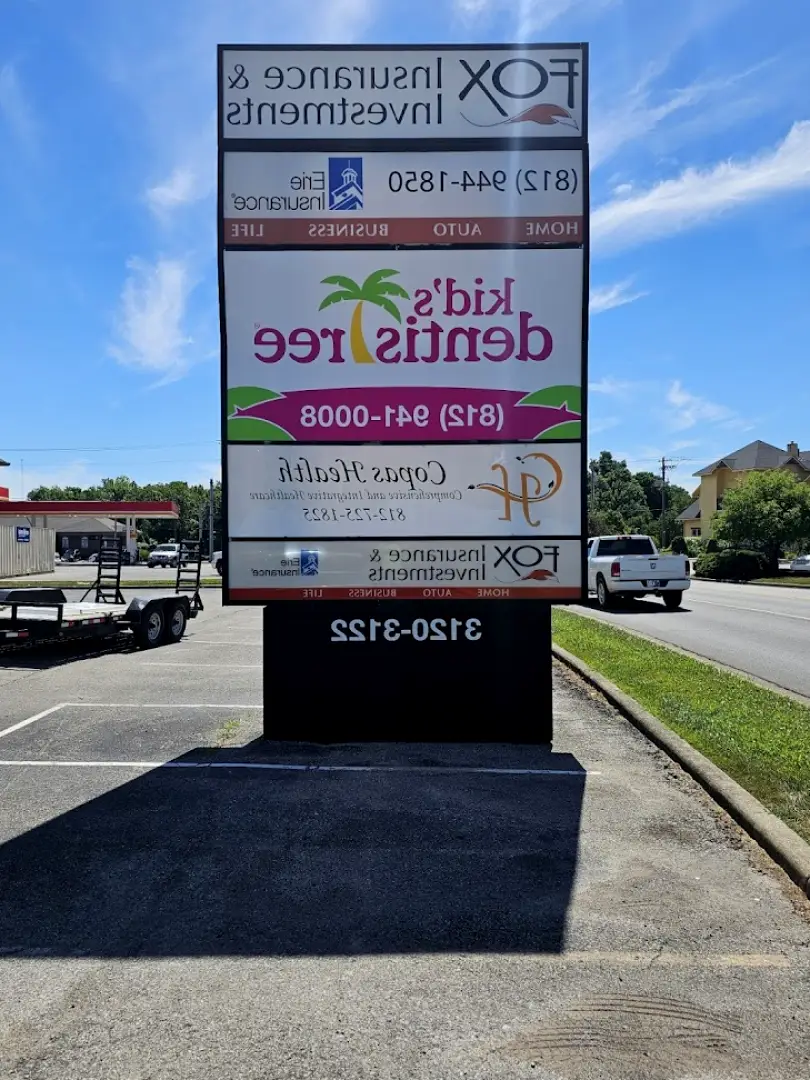 FOX Insurance &
Investments
(812) 944-1850 Erie
Insurance®
HOME AUTO BUSINESS LIFE
kid's
dentistree
(812) 941-0008
CH Copas Health
Comprehensive and Integrative Healthcare
812-725-1825
FOX Insurance &
Investments Erie
Insurance®
HOME AUTO BUSINESS LIFE
3120-3122